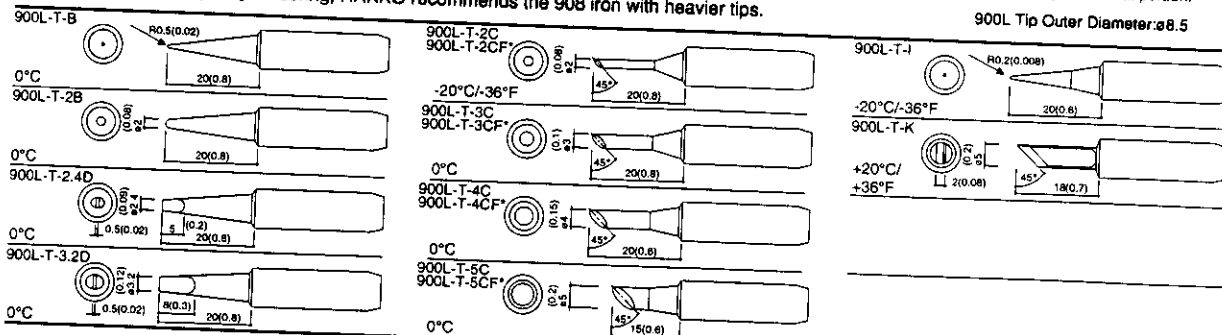 recommends the 908 iron with heavier tips.
900L Tip Outer Diameter:ø8.5
900L-T-B
R0.5(0.02)
20(0.8)
0°C
900L-T-2B
(0.08)
ø2
20(0.8)
0°C
900L-T-2.4D
(0.09)
ø2.4
0.5(0.02)
5
(0.2)
20(0.8)
0°C
900L-T-3.2D
(0.12)
ø3.2
0.5(0.02)
8(0.3)
20(0.8)
0°C
900L-T-2C
900L-T-2CF*
(0.08)
ø2
45°
20(0.8)
-20°C/-36°F
900L-T-3C
900L-T-3CF*
(0.1)
ø3
45°
20(0.8)
0°C
900L-T-4C
900L-T-4CF*
(0.15)
ø4
45°
20(0.6)
0°C
900L-T-5C
900L-T-5CF*
(0.2)
ø5
45°
15(0.6)
0°C
900L-T-I
R0.2(0.008)
20(0.6)
-20°C/-36°F
900L-T-K
(0.2)
ø5
2(0.08)
45°
18(0.7)
+20°C/
+36°F